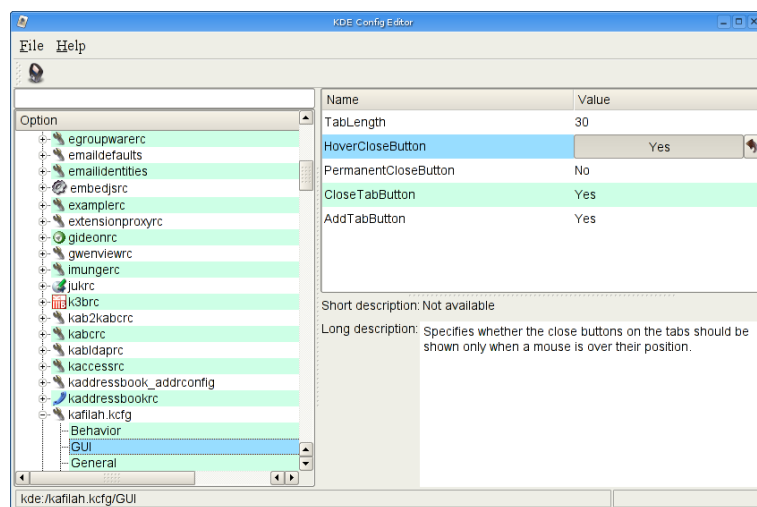 KDE Config Editor
File Help
Option
egroupwarerc
emaildefaults
emailidentities
embedjsrc
examplerc
extensionproxyrc
gideonrc
gwenviewrc
imungerc
jukrc
k3brc
kab2kabcrc
kabcrc
kabldaprc
kaccessrc
kaddressbook_addrconfig
kaddressbookrc
kafilah.kcfg
Behavior
GUI
General
Name Value
TabLength 30
HoverCloseButton Yes
PermanentCloseButton No
CloseTabButton Yes
AddTabButton Yes
Short description: Not available
Long description: Specifies whether the close buttons on the tabs should be
shown only when a mouse is over their position.
kde:/kafilah.kcfg/GUI